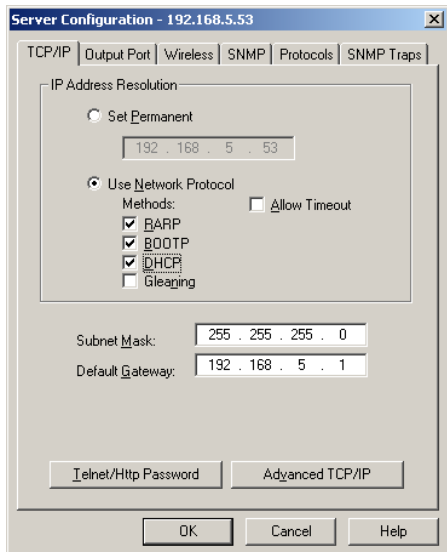 Server Configuration - 192.168.5.53
TCP/IP Output Port Wireless SNMP Protocols SNMP Traps
IP Address Resolution
Set Permanent
192 . 168 . 5 . 53
Use Network Protocol
Methods: Allow Timeout
RARP
BOOTP
DHCP
Gleaning
Subnet Mask: 255 . 255 . 255 . 0
Default Gateway: 192 . 168 . 5 . 1
Telnet/Http Password Advanced TCP/IP
OK Cancel Help